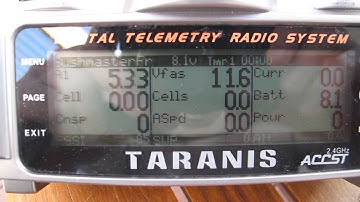 TAL TELEMETRY RADIO SYSTEM
MENU
8.1v Tmr1 00:00
A1 5.33 Vfas 11.6 Curr 0.0
PAGE
Cell 0.00 Cells 0.0 Batt 8.1
Cnsp 0 ASpd 0.0 Powr 0
EXIT
TARANIS
2.4GHz
ACCST